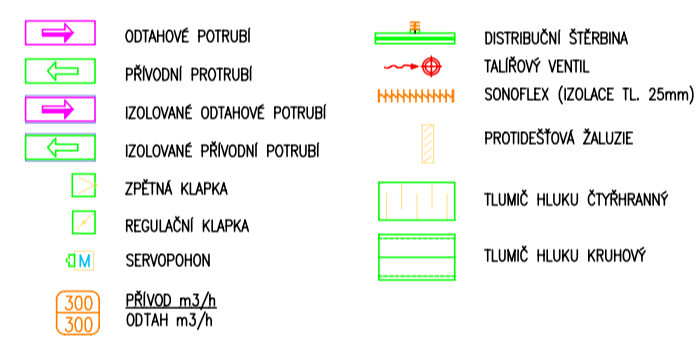 ODTAHOVÉ POTRUBÍ
PŘÍVODNÍ PROTRUBÍ
IZOLOVANÉ ODTAHOVÉ POTRUBÍ
IZOLOVANÉ PŘÍVODNÍ POTRUBÍ
ZPĚTNÁ KLAPKA
REGULAČNÍ KLAPKA
M SERVOPOHON
300 PŘÍVOD m3/h
300 ODTAH m3/h
DISTRIBUČNÍ ŠTĚRBINA
TALÍŘOVÝ VENTIL
SONOFLEX (IZOLACE TL. 25mm)
PROTIDEŠŤOVÁ ŽALUZIE
TLUMIČ HLUKU ČTYŘHRANNÝ
TLUMIČ HLUKU KRUHOVÝ